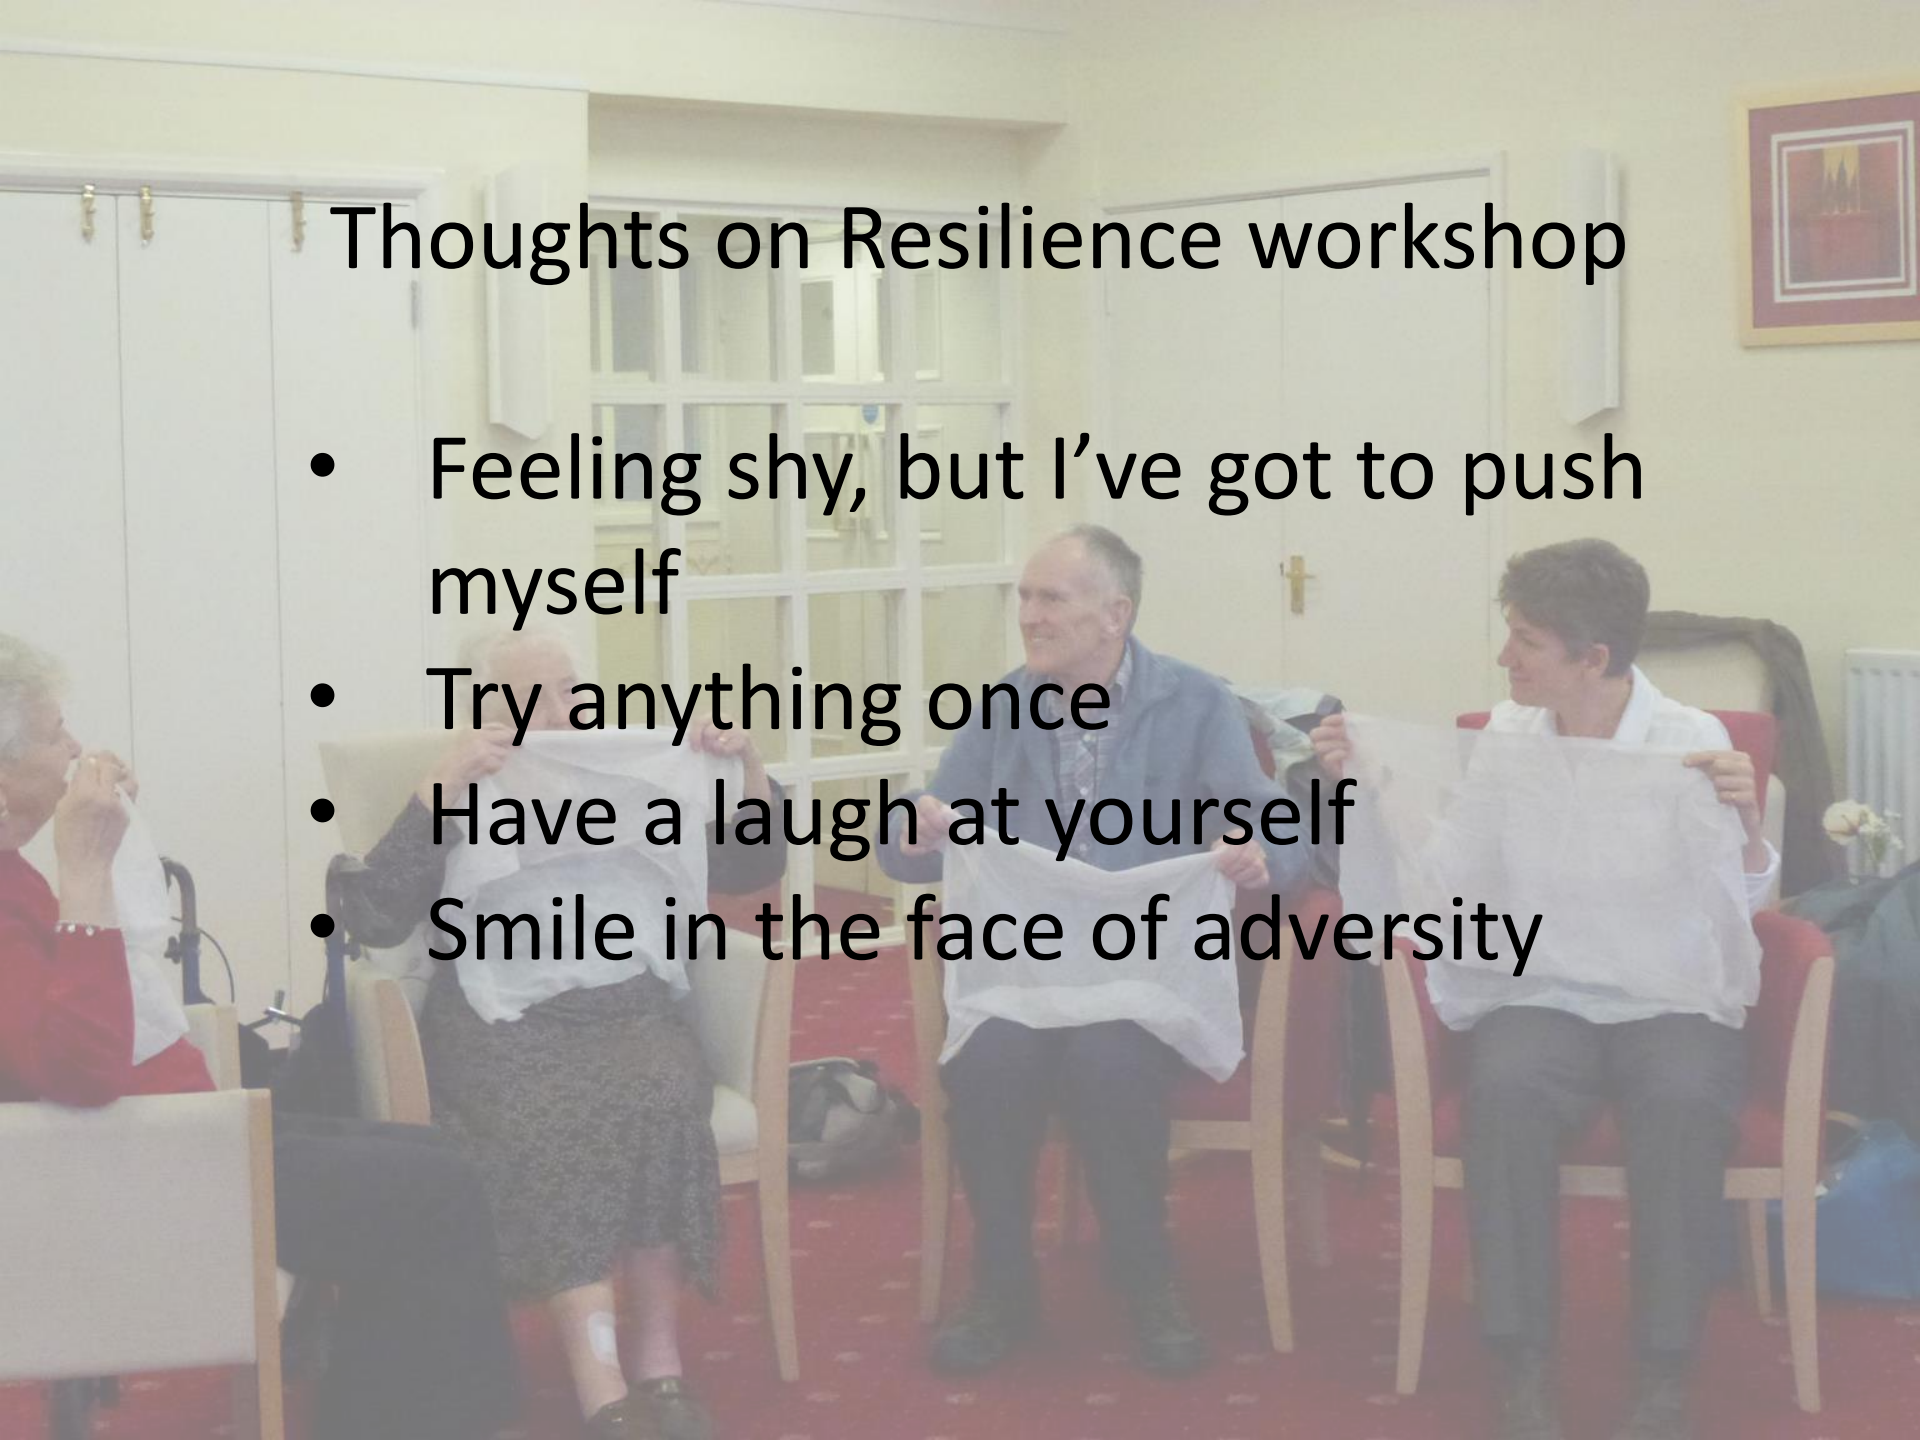 Thoughts on Resilience workshop
• Feeling shy, but I’ve got to push
myself
• Try anything once
• Have a laugh at yourself
• Smile in the face of adversity